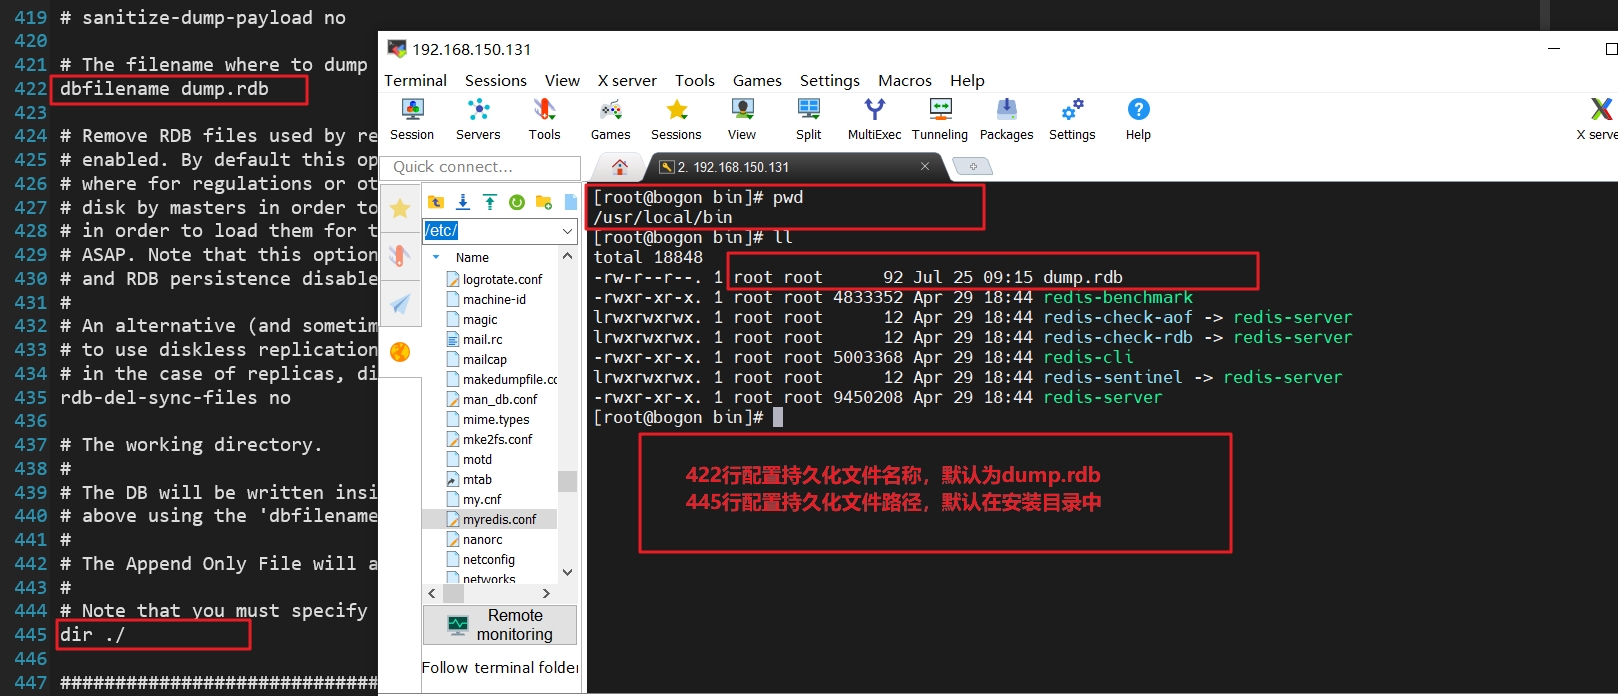 419 # sanitize-dump-payload no
420
421 # The filename where to dump
422 dbfilename dump.rdb
423
424 # Remove RDB files used by re
425 # enabled. By default this op
426 # where for regulations or ot
427 # disk by masters in order to
428 # in order to load them for t
429 # ASAP. Note that this option
430 # and RDB persistence disable
431 #
432 # An alternative (and sometim
433 # to use diskless replication
434 # in the case of replicas, di
435 rdb-del-sync-files no
436
437 # The working directory.
438 #
439 # The DB will be written insi
440 # above using the 'dbfilename
441 #
442 # The Append Only File will a
443 #
444 # Note that you must specify
445 dir ./
446
447 #############################
192.168.150.131
Terminal Sessions View X server Tools Games Settings Macros Help
Session Servers Tools Games Sessions View Split MultiExec Tunneling Packages Settings Help X serve
Quick connect...
2. 192.168.150.131
/etc/
Name
logrotate.conf
machine-id
magic
mail.rc
mailcap
makedumpfile.cc
man_db.conf
mime.types
mke2fs.conf
motd
mtab
my.cnf
myredis.conf
nanorc
netconfig
networks
Remote
monitoring
Follow terminal folder
[root@bogon bin]# pwd
/usr/local/bin
[root@bogon bin]# ll
total 18848
-rw-r--r--. 1 root root 92 Jul 25 09:15 dump.rdb
-rwxr-xr-x. 1 root root 4833352 Apr 29 18:44 redis-benchmark
lrwxrwxrwx. 1 root root 12 Apr 29 18:44 redis-check-aof -> redis-server
lrwxrwxrwx. 1 root root 12 Apr 29 18:44 redis-check-rdb -> redis-server
-rwxr-xr-x. 1 root root 5003368 Apr 29 18:44 redis-cli
lrwxrwxrwx. 1 root root 12 Apr 29 18:44 redis-sentinel -> redis-server
-rwxr-xr-x. 1 root root 9450208 Apr 29 18:44 redis-server
[root@bogon bin]#
422行配置持久化文件名称，默认为dump.rdb
445行配置持久化文件路径，默认在安装目录中